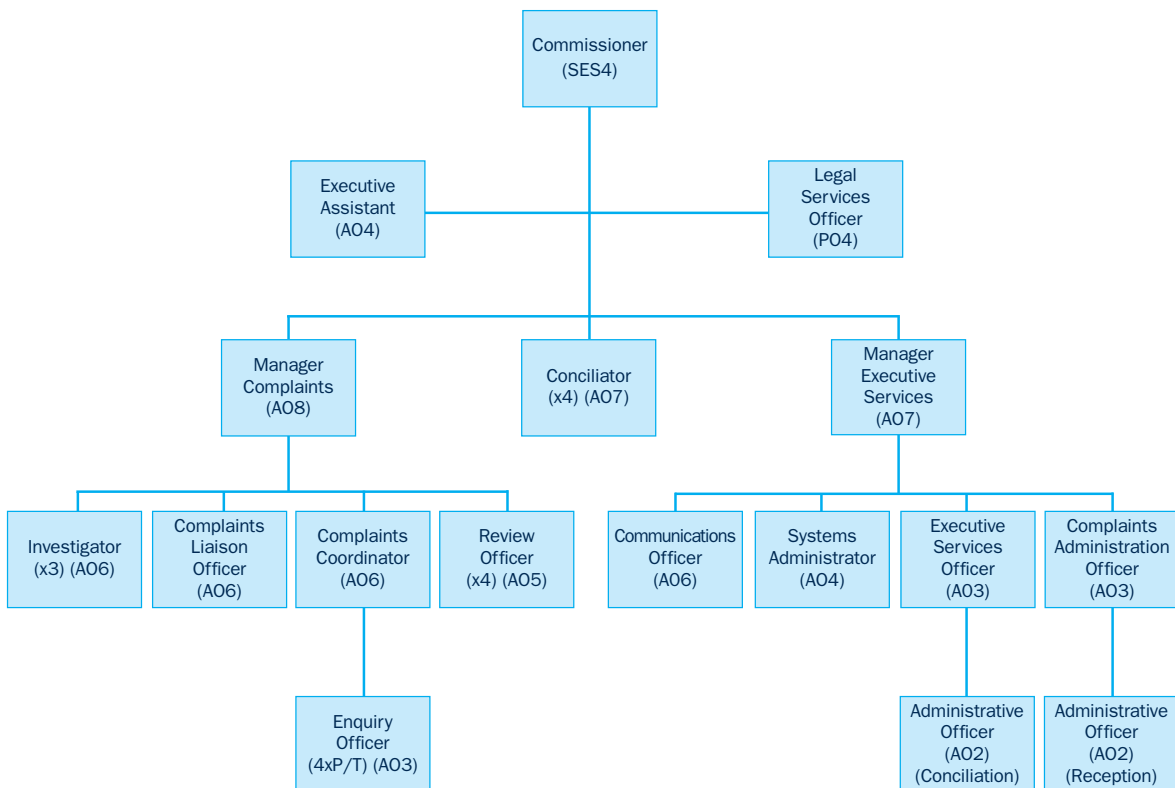 Commissioner
(SES4)
Executive
Assistant
(AO4)
Legal
Services
Officer
(PO4)
Manager
Complaints
(AO8)
Conciliator
(x4) (AO7)
Manager
Executive
Services
(AO7)
Investigator
(x3) (AO6)
Complaints
Liaison
Officer
(AO6)
Complaints
Coordinator
(AO6)
Review
Officer
(x4) (AO5)
Communications
Officer
(AO6)
Systems
Administrator
(AO4)
Executive
Services
Officer
(AO3)
Complaints
Administration
Officer
(AO3)
Enquiry
Officer
(4xP/T) (AO3)
Administrative
Officer
(AO2)
(Conciliation)
Administrative
Officer
(AO2)
(Reception)